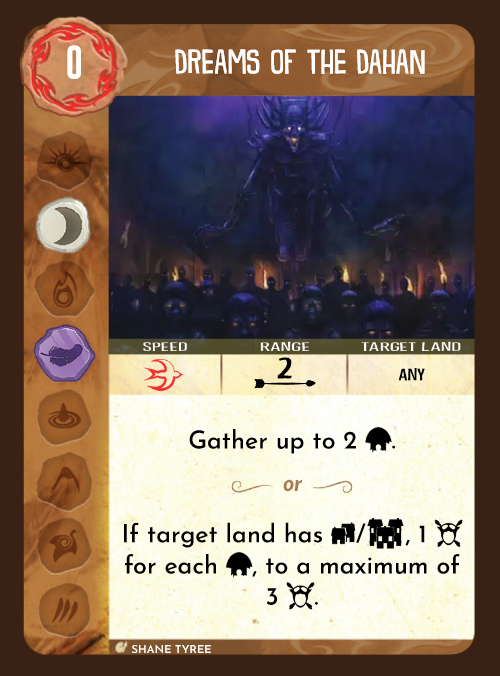 0
DREAMS OF THE DAHAN
SPEED RANGE TARGET LAND
2
ANY
Gather up to 2 .
or
If target land has /, 1
for each , to a maximum of
3 .
SHANE TYREE